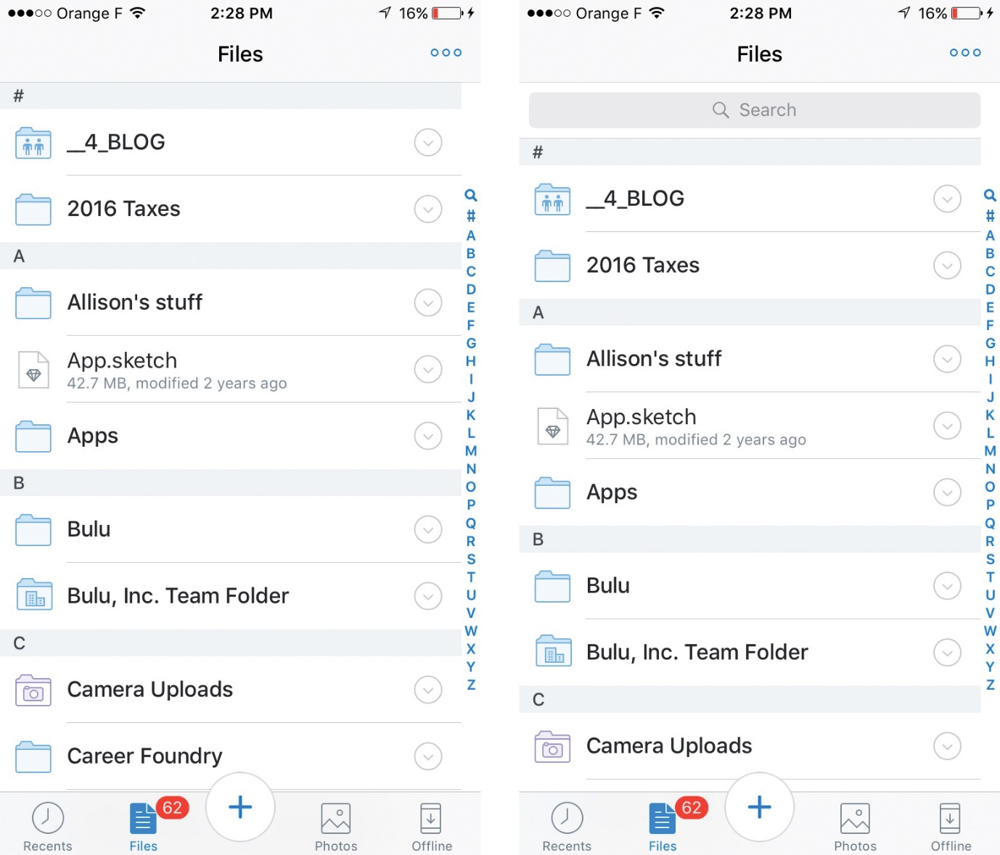 Orange F 2:28 PM 16%
Files
#
__4_BLOG
2016 Taxes
A
Allison's stuff
App.sketch
42.7 MB, modified 2 years ago
Apps
B
Bulu
Bulu, Inc. Team Folder
C
Camera Uploads
Career Foundry
#
A
B
C
D
E
F
G
H
I
J
K
L
M
N
O
P
Q
R
S
T
U
V
W
X
Y
Z
62
+
Recents
Files
Photos
Offline
Orange F 2:28 PM 16%
Files
Search
#
__4_BLOG
2016 Taxes
A
Allison's stuff
App.sketch
42.7 MB, modified 2 years ago
Apps
B
Bulu
Bulu, Inc. Team Folder
C
Camera Uploads
#
A
B
C
D
E
F
G
H
I
J
K
L
M
N
O
P
Q
R
S
T
U
V
W
X
Y
Z
62
+
Recents
Files
Photos
Offline